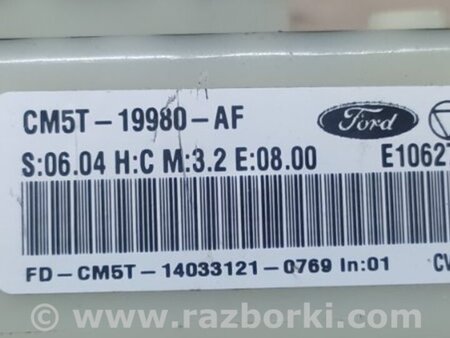 CM5T-19980-AF Ford
S:06.04 H:C M:3.2 E:08.00 E10627
FD-CM5T-14033121-0769 In:01 CV
© www.razborki.com